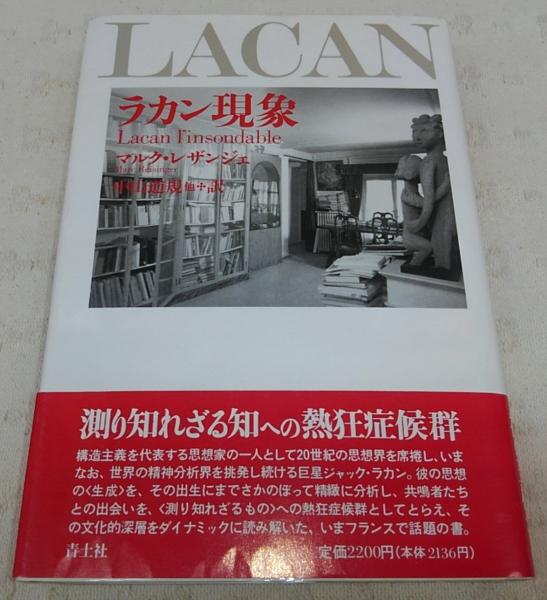 LACAN
ラカン現象
Lacan l'insondable
マルク・レザンジェ
Marc Reisinger
中山道規他十訳
測り知れざる知への熱狂症候群
構造主義を代表する思想家の一人として20世紀の思想界を席捲し、いま
なお、世界の精神分析界を挑発し続ける巨星ジャック・ラカン。彼の思想
の〈生成〉を、その出生にまでさかのぼって精緻に分析し、共鳴者たち
との出会いを、〈測り知れざるもの〉への熱狂症候群としてとらえ、そ
の文化的深層をダイナミックに読み解いた、いまフランスで話題の書。
青土社
定価2200円(本体2136円)